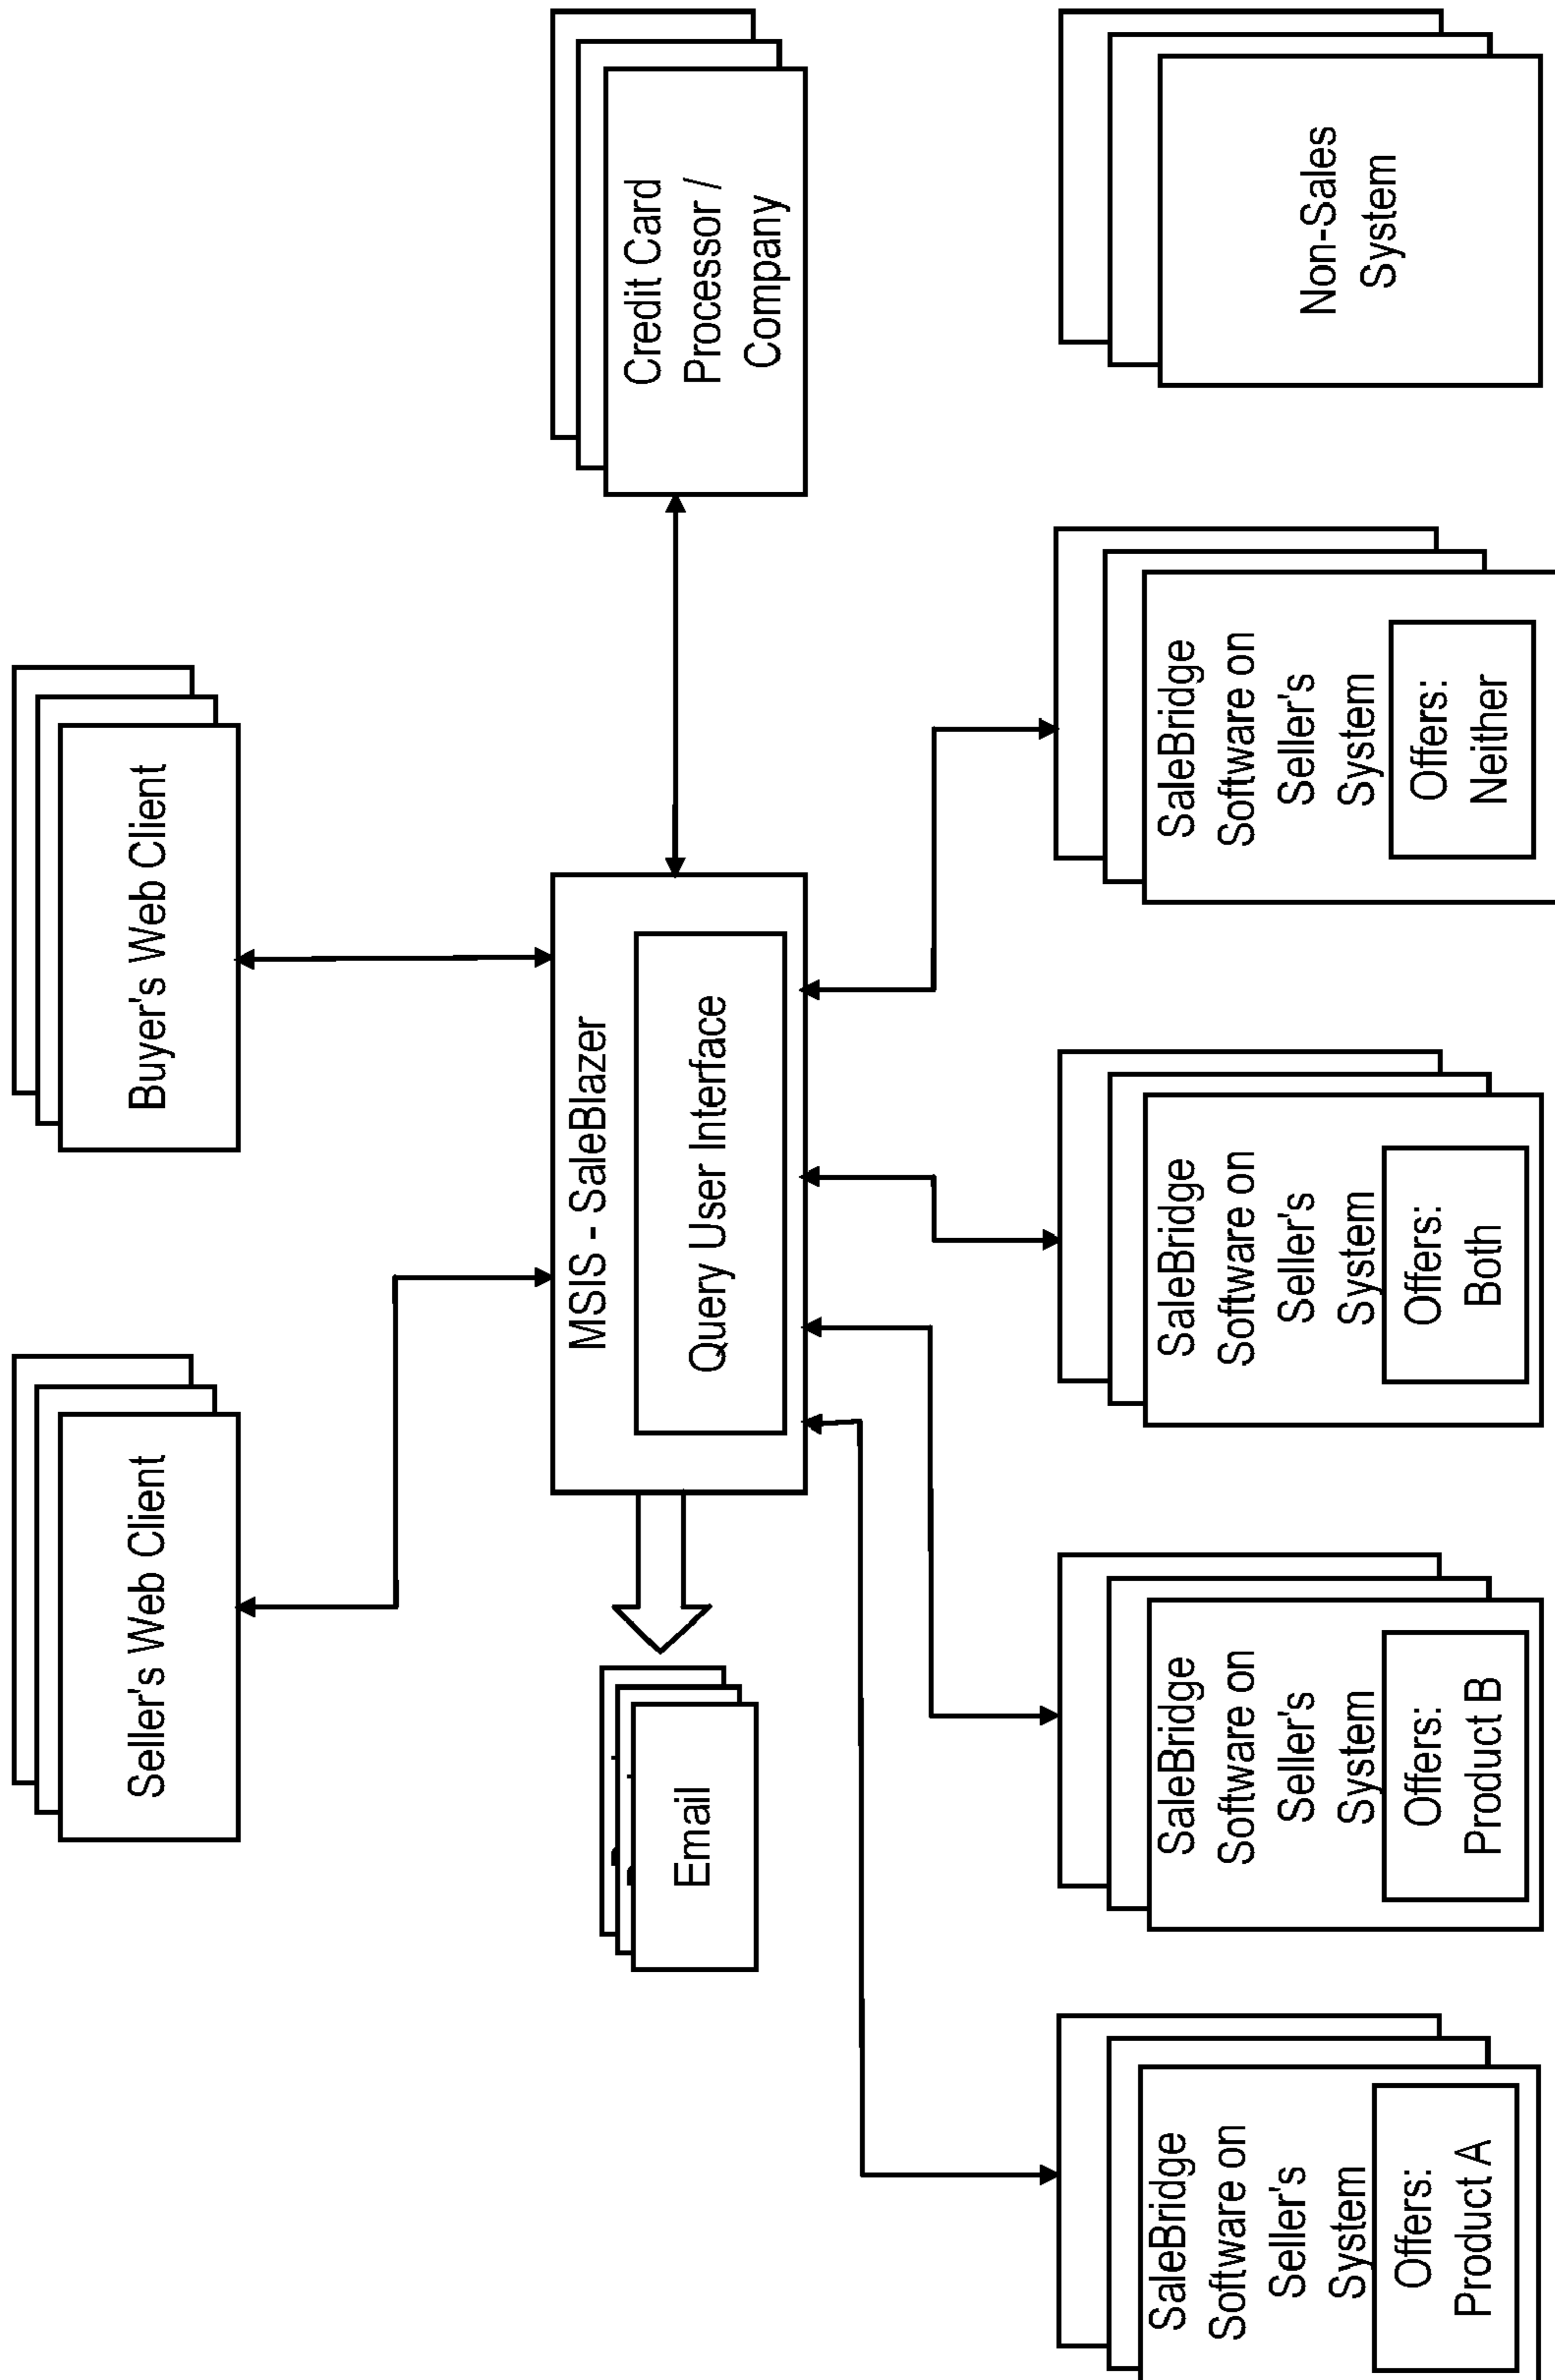 Seller's Web Client
Buyer's Web Client
Email
MSIS - SaleBlazer
Query User Interface
Credit Card
Processor /
Company
SaleBridge
Software on
Seller's
System
Offers:
Product A
SaleBridge
Software on
Seller's
System
Offers:
Product B
SaleBridge
Software on
Seller's
System
Offers:
Both
SaleBridge
Software on
Seller's
System
Offers:
Neither
Non-Sales
System